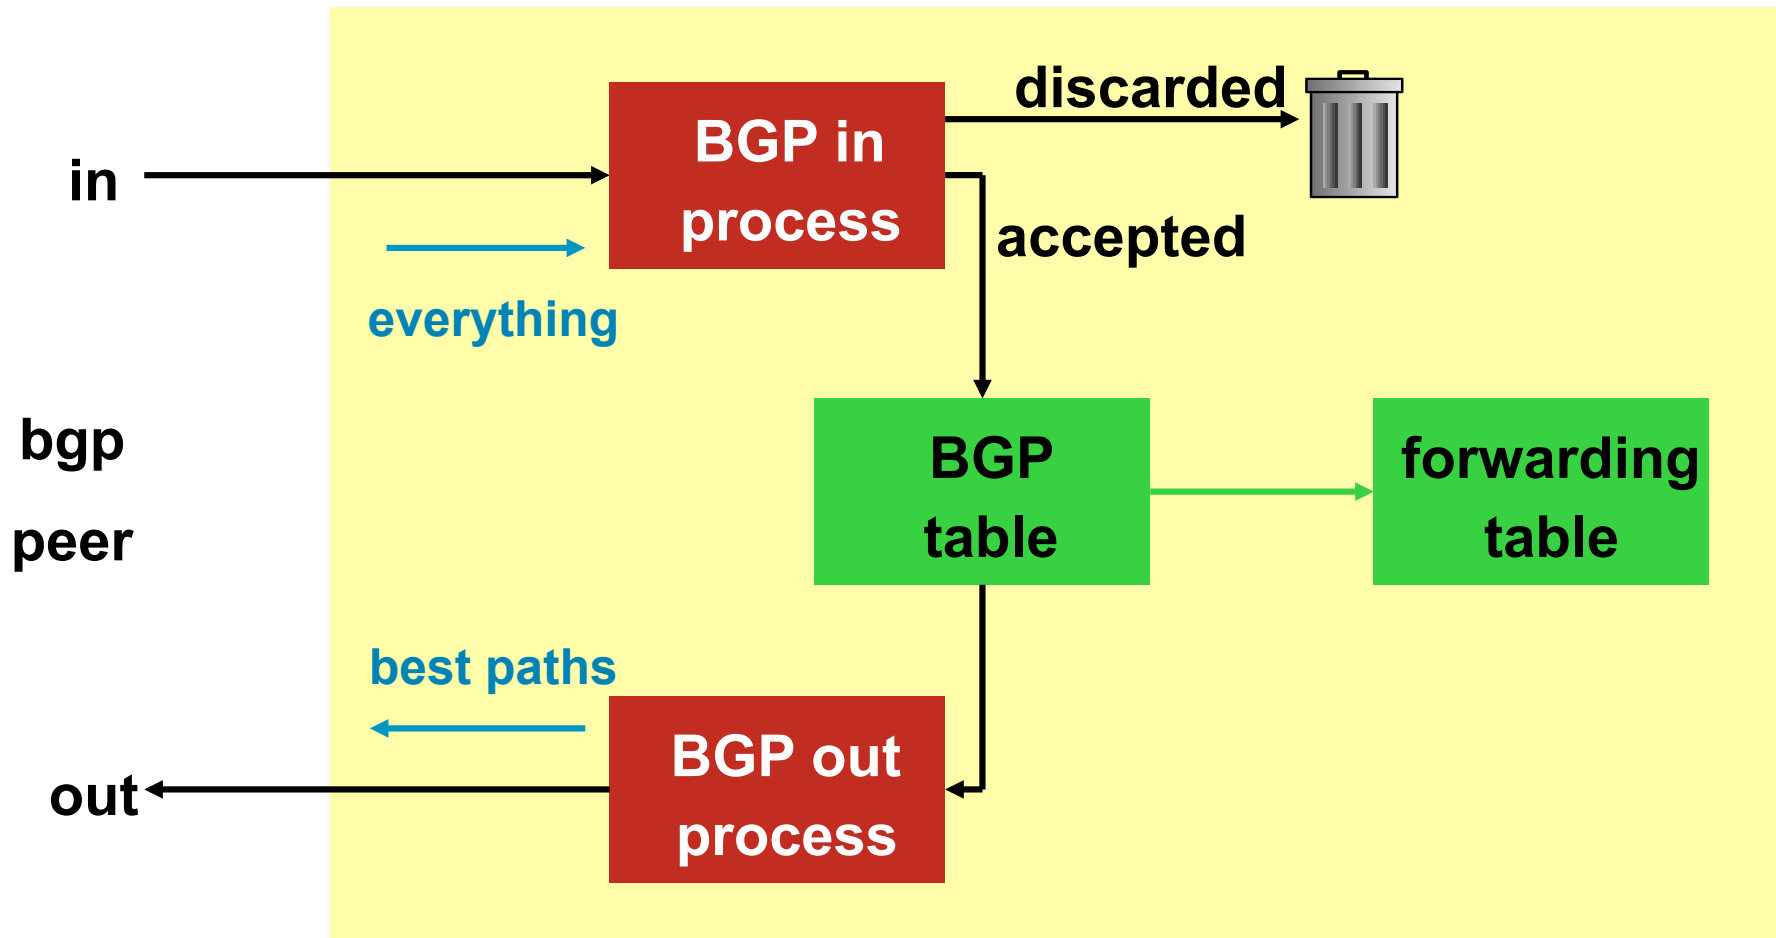 discarded
BGP in
process
in
accepted
everything
bgp
peer
BGP
table
forwarding
table
best paths
BGP out
process
out